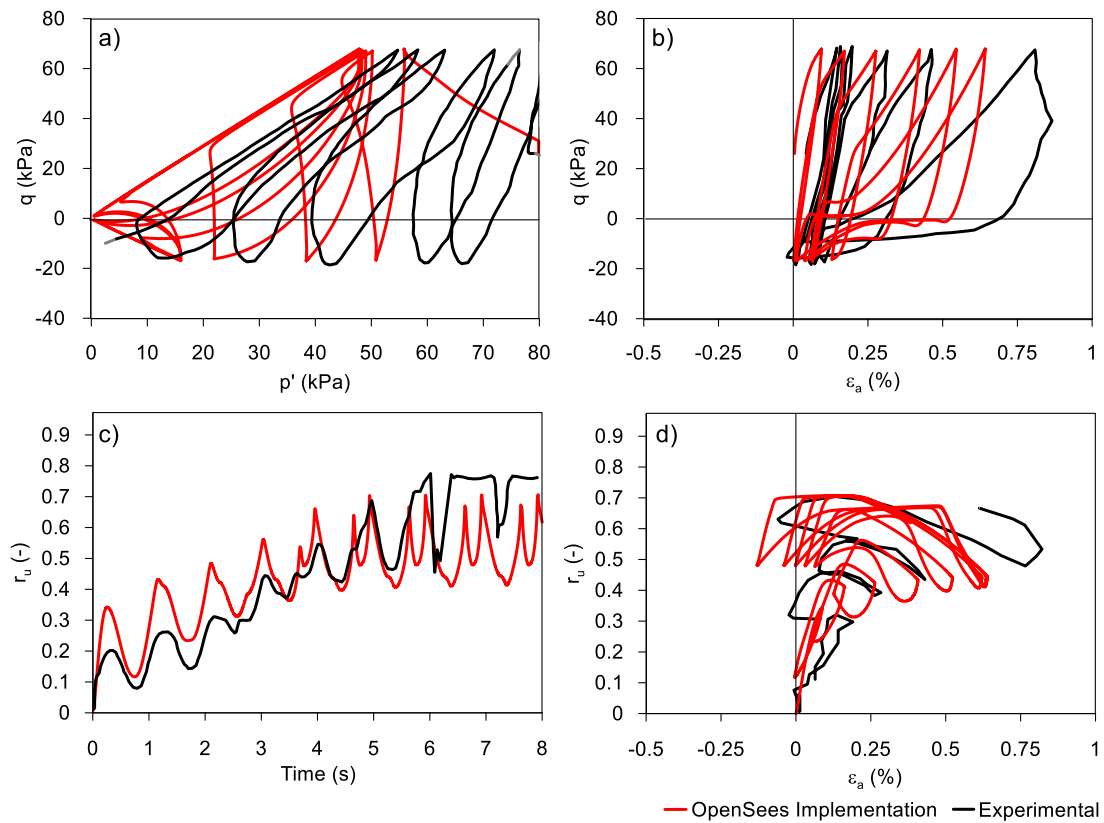 a)
80
60
40
20
0
-20
-40
q (kPa)
0 10 20 30 40 50 60 70 80
p' (kPa)
b)
80
60
40
20
0
-20
-40
q (kPa)
-0.5 -0.25 0 0.25 0.5 0.75 1
εa (%)
c)
0.9
0.8
0.7
0.6
0.5
0.4
0.3
0.2
0.1
0
ru (-)
0 1 2 3 4 5 6 7 8
Time (s)
d)
0.9
0.8
0.7
0.6
0.5
0.4
0.3
0.2
0.1
0
ru (-)
-0.5 -0.25 0 0.25 0.5 0.75 1
εa (%)
OpenSees Implementation Experimental